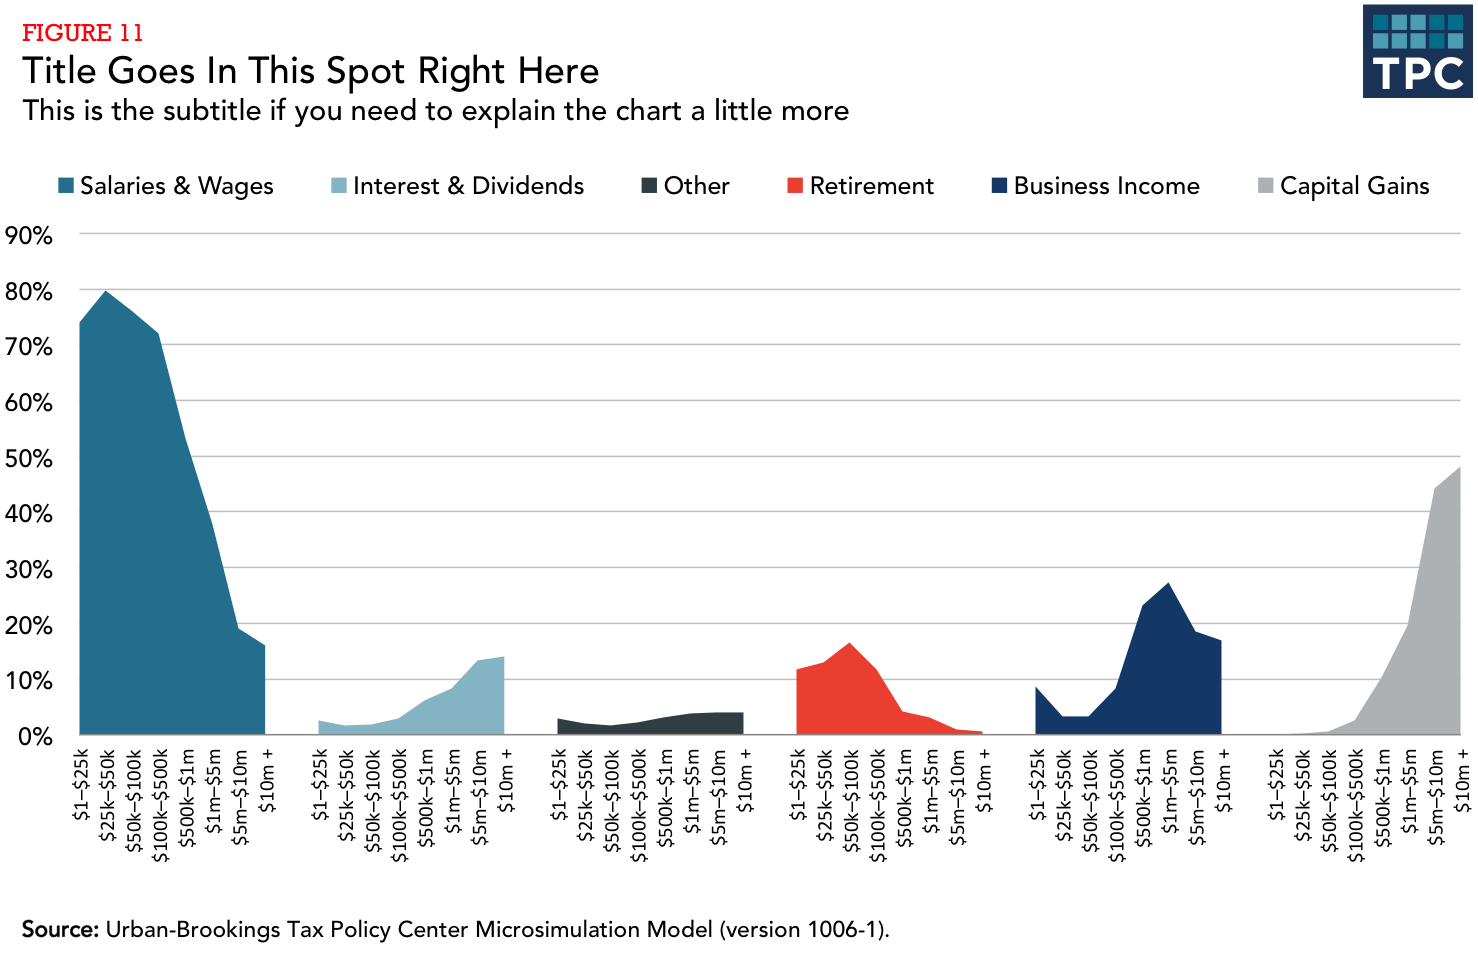 FIGURE 11
TPC
Title Goes In This Spot Right Here
This is the subtitle if you need to explain the chart a little more
Salaries & Wages Interest & Dividends Other Retirement Business Income Capital Gains
90%
80%
70%
60%
50%
40%
30%
20%
10%
0%
$1–$25k
$25k–$50k
$50k–$100k
$100k–$500k
$500k–$1m
$1m–$5m
$5m–$10m
$10m +
$1–$25k
$25k–$50k
$50k–$100k
$100k–$500k
$500k–$1m
$1m–$5m
$5m–$10m
$10m +
$1–$25k
$25k–$50k
$50k–$100k
$100k–$500k
$500k–$1m
$1m–$5m
$5m–$10m
$10m +
$1–$25k
$25k–$50k
$50k–$100k
$100k–$500k
$500k–$1m
$1m–$5m
$5m–$10m
$10m +
$1–$25k
$25k–$50k
$50k–$100k
$100k–$500k
$500k–$1m
$1m–$5m
$5m–$10m
$10m +
$1–$25k
$25k–$50k
$50k–$100k
$100k–$500k
$500k–$1m
$1m–$5m
$5m–$10m
$10m +
Source: Urban-Brookings Tax Policy Center Microsimulation Model (version 1006-1).